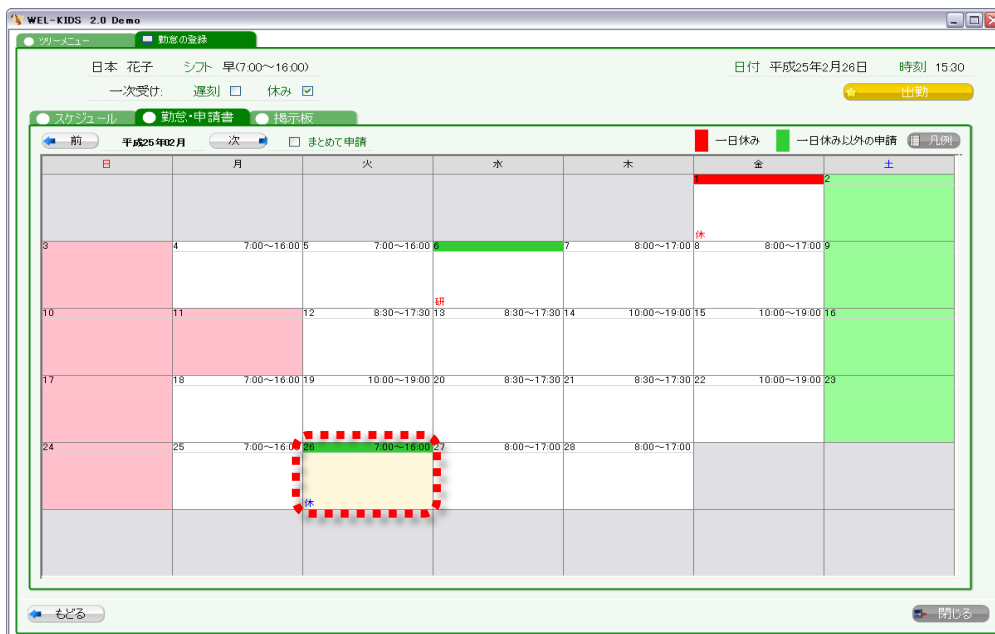 WEL-KIDS 2.0 Demo
ツリーメニュー 勤怠の登録
日本 花子 シフト 早(7:00～16:00) 日付 平成25年2月26日 時刻 15:30
一次受け: 遅刻 休み 出勤
スケジュール 勤怠・申請書 掲示板
前 平成25年02月 次 まとめて申請 一日休み 一日休み以外の申請 凡例
日 月 火 水 木 金 土
1 2
休
3 4 7:00～16:00 5 7:00～16:00 6 7 8:00～17:00 8 8:00～17:00 9
研
10 11 12 8:30～17:30 13 8:30～17:30 14 10:00～19:00 15 10:00～19:00 16
17 18 7:00～16:00 19 10:00～19:00 20 8:30～17:30 21 8:30～17:30 22 10:00～19:00 23
24 25 7:00～16:00 26 7:00～16:00 27 8:00～17:00 28 8:00～17:00
休
もどる 閉じる